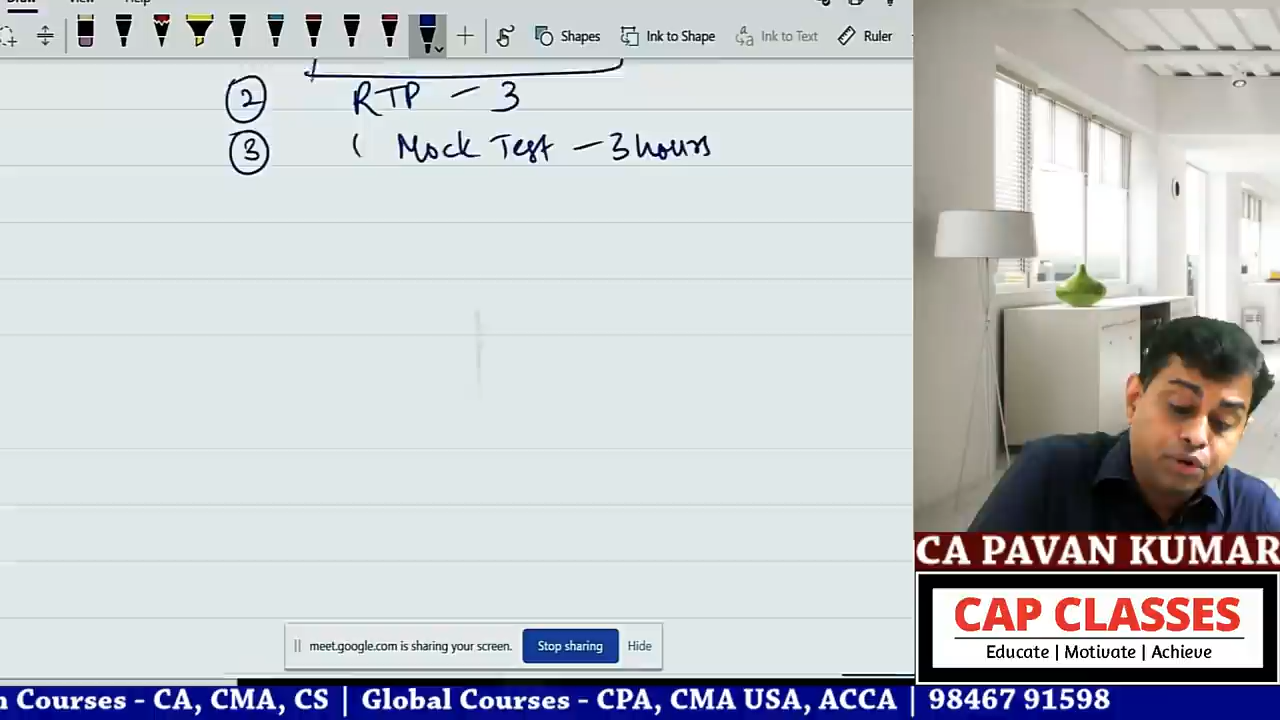 Shapes
Ink to Shape
Ink to Text
Ruler
2 RTP - 3
3 ( Mock Test - 3 hours
meet.google.com is sharing your screen. Stop sharing Hide
CA PAVAN KUMAR
CAP CLASSES
Educate | Motivate | Achieve
Courses - CA, CMA, CS | Global Courses - CPA, CMA USA, ACCA | 98467 91598